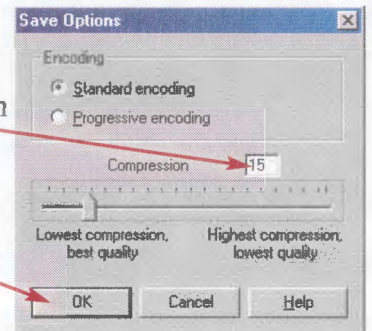 Save Options
Encoding
Standard encoding
Progressive encoding
Compression 15
Lowest compression, best quality
Highest compression, lowest quality
OK Cancel Help